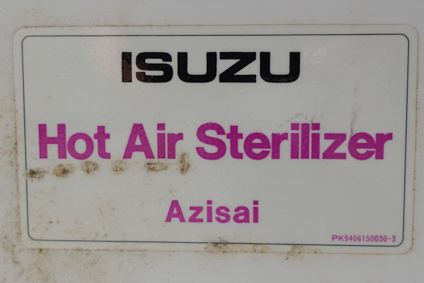 ISUZU
Hot Air Sterilizer
Azisai
PK9406150030-3